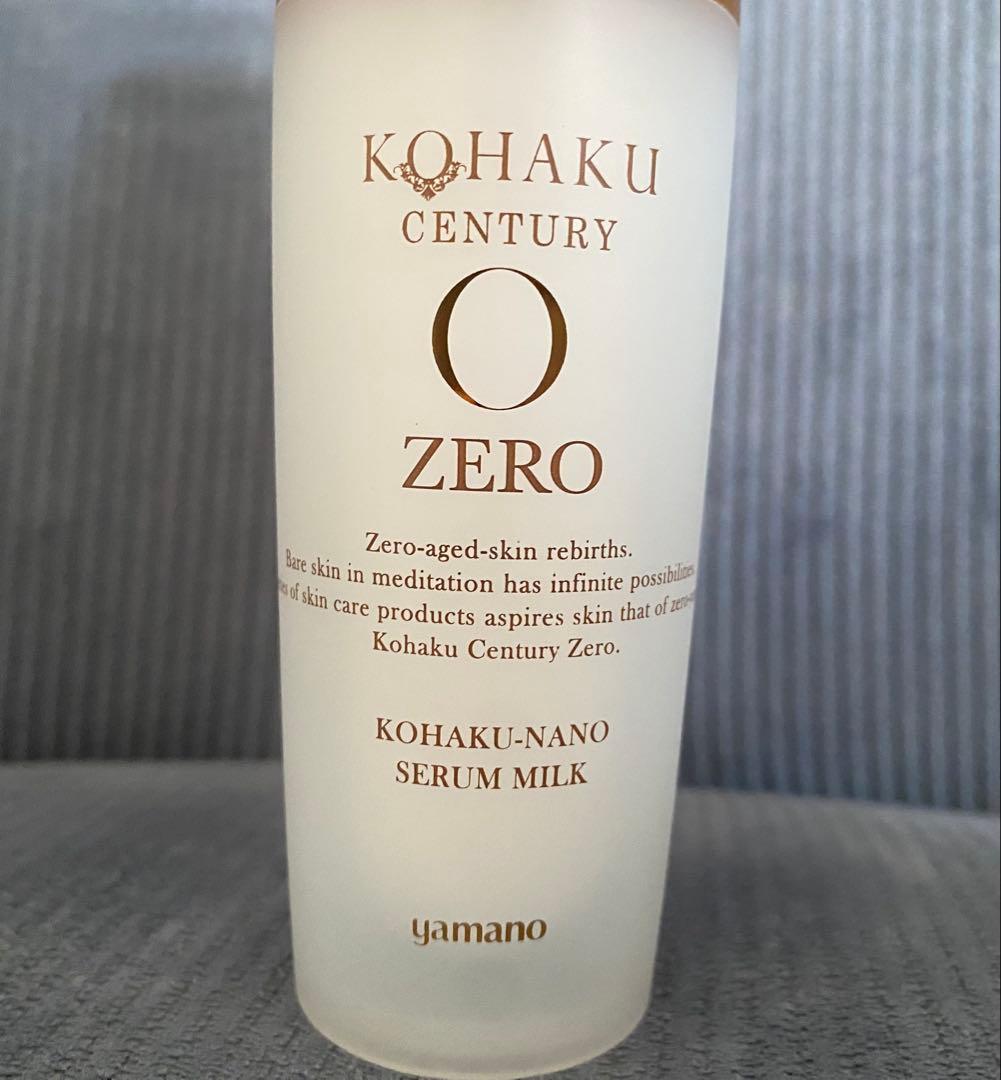 KOHAKU
CENTURY
0
ZERO
Zero-aged-skin rebirths.
Bare skin in meditation has infinite possibilities
of skin care products aspires skin that of
Kohaku Century Zero.
KOHAKU-NANO
SERUM MILK
yamano